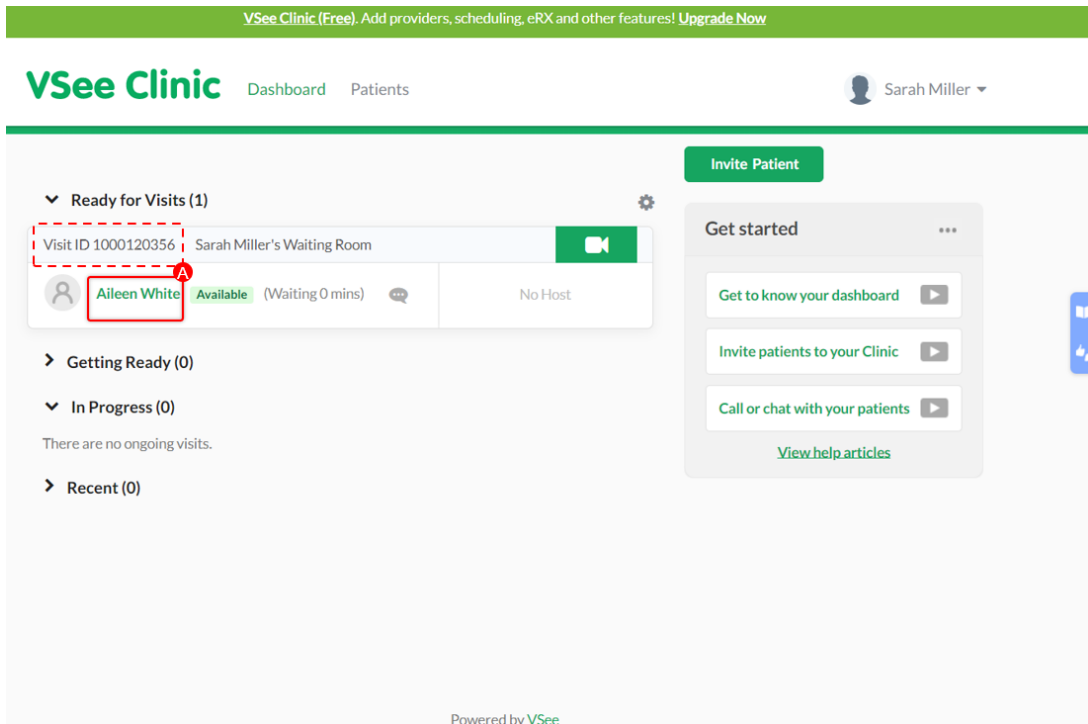 VSee Clinic (Free). Add providers, scheduling, eRX and other features! Upgrade Now
VSee Clinic Dashboard Patients Sarah Miller
Invite Patient
Ready for Visits (1)
Visit ID 1000120356 Sarah Miller's Waiting Room
A
Aileen White Available (Waiting 0 mins) No Host
Getting Ready (0)
In Progress (0)
There are no ongoing visits.
Recent (0)
Get started
Get to know your dashboard
Invite patients to your Clinic
Call or chat with your patients
View help articles
Powered by VSee